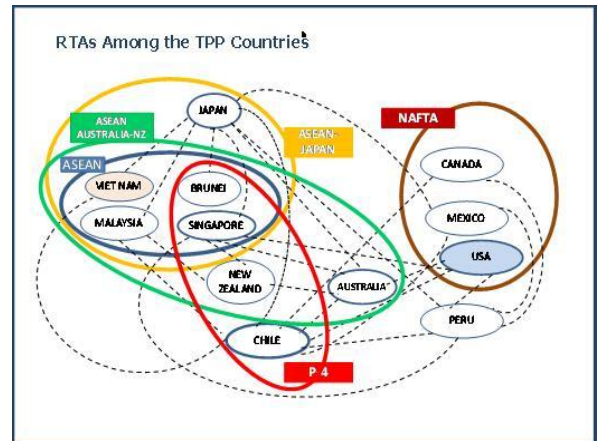 RTAs Among the TPP Countries
JAPAN
ASEAN
AUSTRALIA-NZ
ASEAN-
JAPAN
NAFTA
ASEAN
CANADA
VIET NAM
BRUNEI
MALAYSIA
SINGAPORE
MEXICO
USA
NEW
ZEALAND
AUSTRALIA
PERU
CHILE
P 4